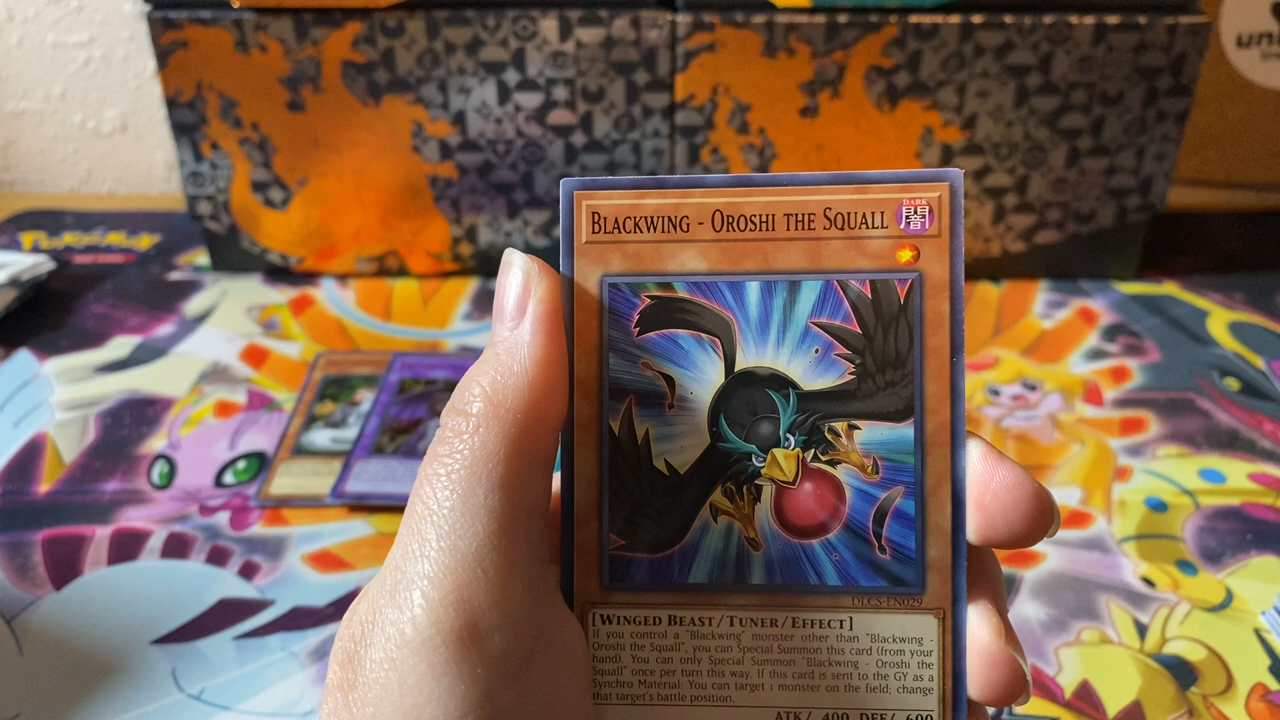 una
Pokémon
BLACKWING - OROSHI THE SQUALL
DARK
闇
DLCS-EN029
[WINGED BEAST/TUNER/EFFECT]
If you control a "Blackwing" monster other than "Blackwing -
Oroshi the Squall", you can Special Summon this card (from your
hand). You can only Special Summon "Blackwing - Oroshi the
Squall" once per turn this way. If this card is sent to the GY as a
Synchro Material: You can target 1 monster on the field; change
that target's battle position.
ATK/ 400 DEF/ 600